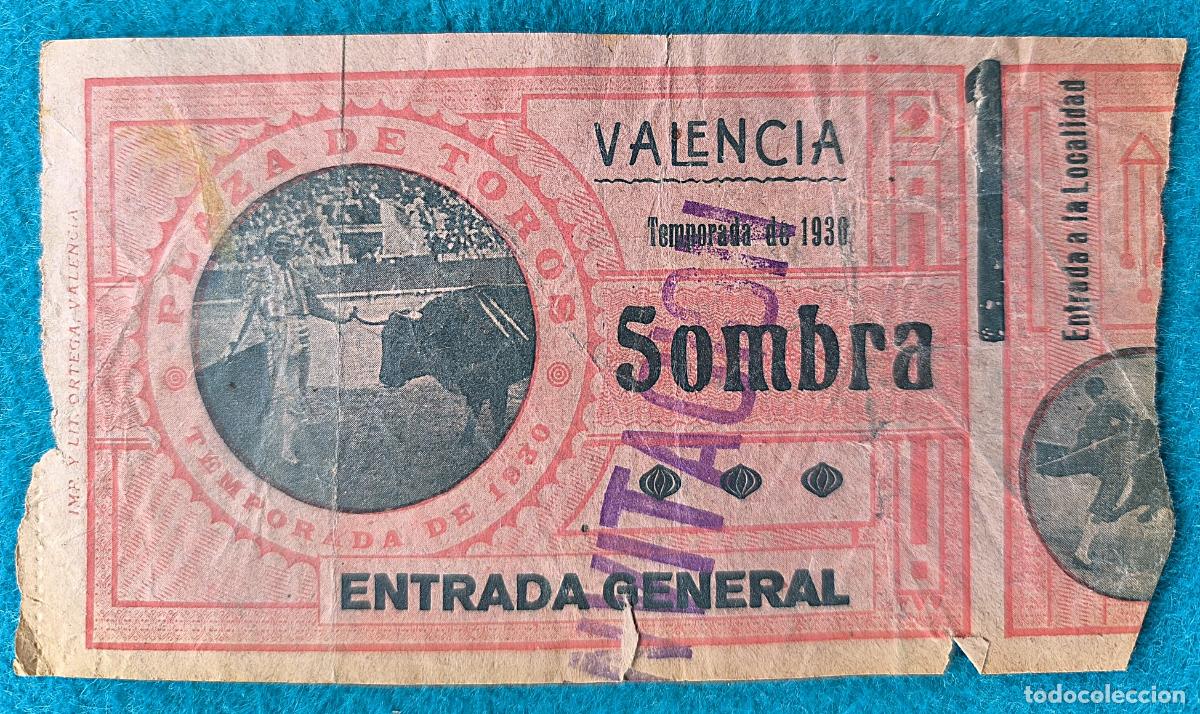 PLAZA DE TOROS
TEMPORADA DE 1930
VALENCIA
Temporada de 1930
Sombra
ENTRADA GENERAL
Entrada a la Localidad
IMP. Y LIT. ORTEGA-VALENCIA
todocoleccion